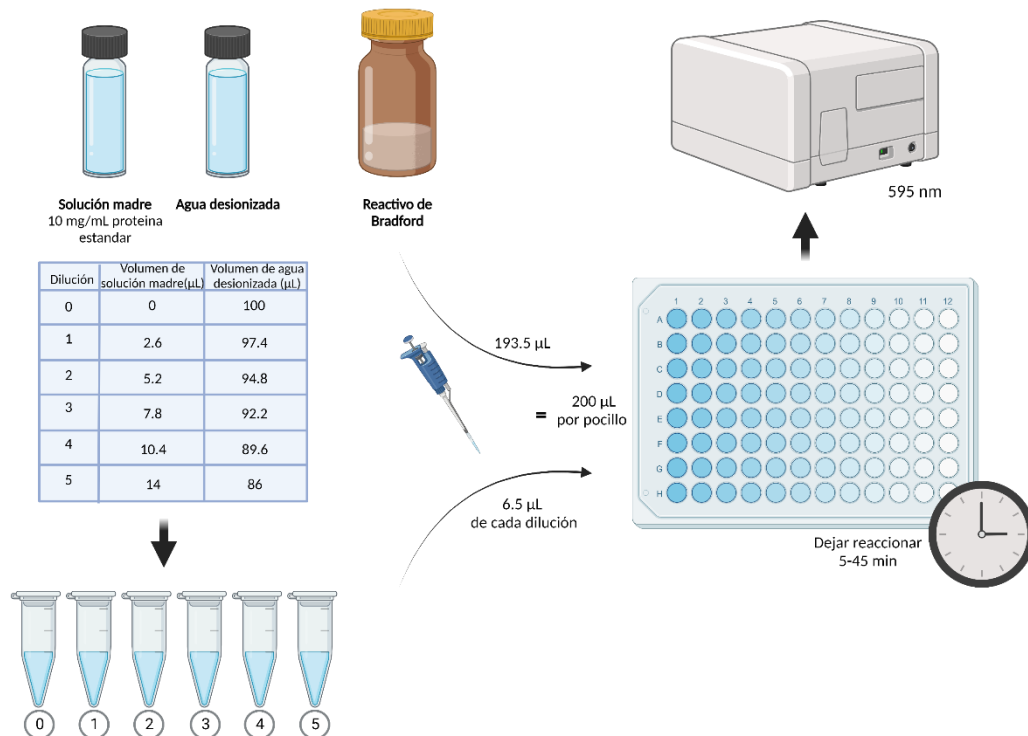 Solución madre
10 mg/mL proteina
estandar
Agua desionizada
Reactivo de
Bradford
595 nm
Dilución
Volumen de
solución madre(µL)
Volumen de agua
desionizada (µL)
0 0 100
1 2.6 97.4
2 5.2 94.8
3 7.8 92.2
4 10.4 89.6
5 14 86
193.5 µL
= 200 µL
por pocillo
6.5 µL
de cada dilución
1 2 3 4 5 6 7 8 9 10 11 12
A
B
C
D
E
F
G
H
Dejar reaccionar
5-45 min
0 1 2 3 4 5